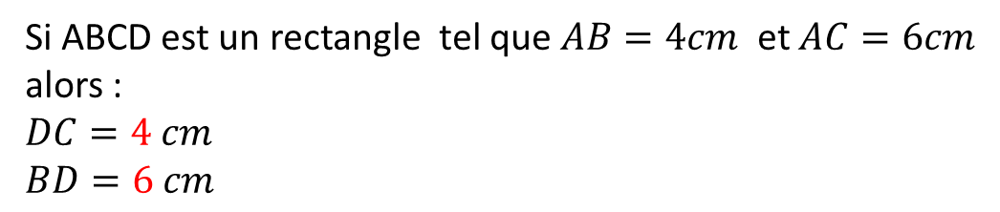 Si ABCD est un rectangle tel que AB = 4cm et AC = 6cm
alors :
DC = 4 cm
BD = 6 cm